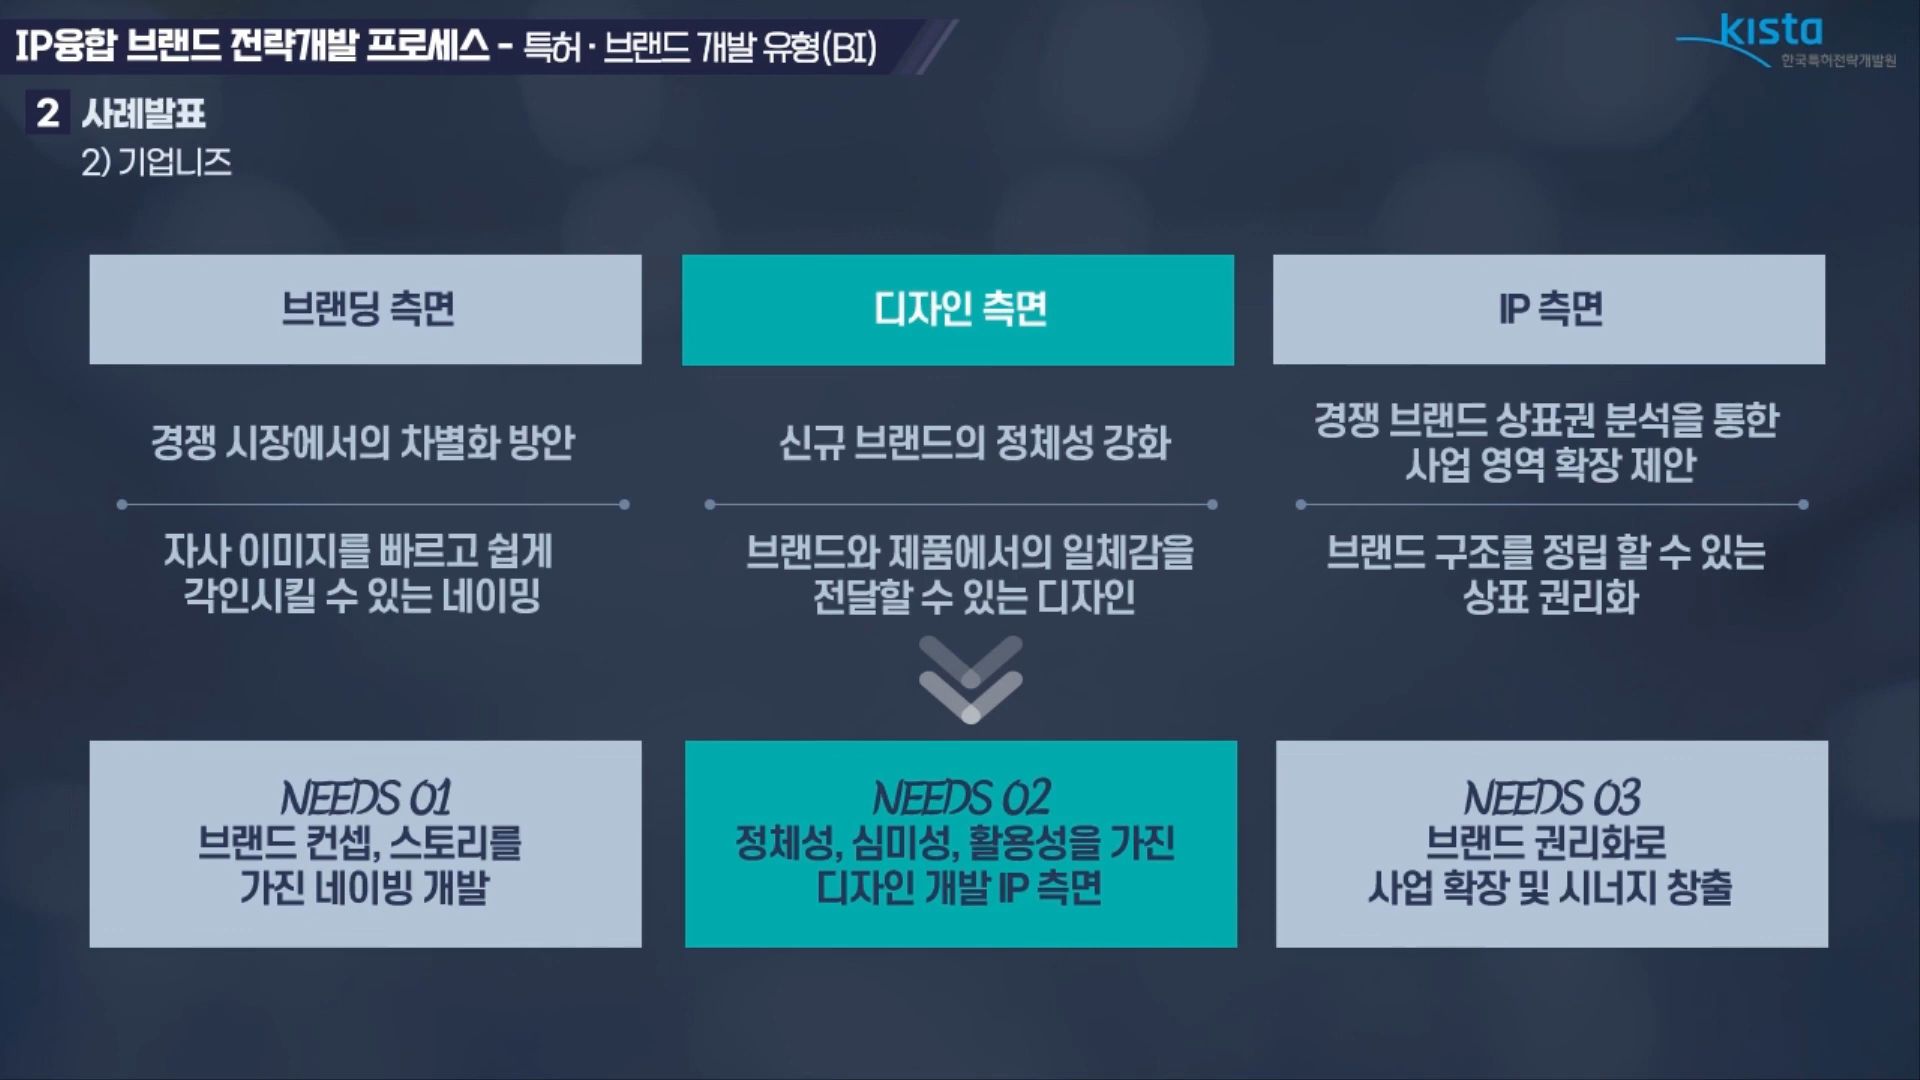 IP융합 브랜드 전략개발 프로세스 - 특허 · 브랜드 개발 유형(BI)
kısta
한국특허전략개발원
2 사례발표
2) 기업니즈
브랜딩 측면
경쟁 시장에서의 차별화 방안
자사 이미지를 빠르고 쉽게
각인시킬 수 있는 네이밍
디자인 측면
신규 브랜드의 정체성 강화
브랜드와 제품에서의 일체감을
전달할 수 있는 디자인
IP 측면
경쟁 브랜드 상표권 분석을 통한
사업 영역 확장 제안
브랜드 구조를 정립 할 수 있는
상표 권리화
NEEDS 01
브랜드 컨셉, 스토리를
가진 네이빙 개발
NEEDS 02
정체성, 심미성, 활용성을 가진
디자인 개발 IP 측면
NEEDS 03
브랜드 권리화로
사업 확장 및 시너지 창출